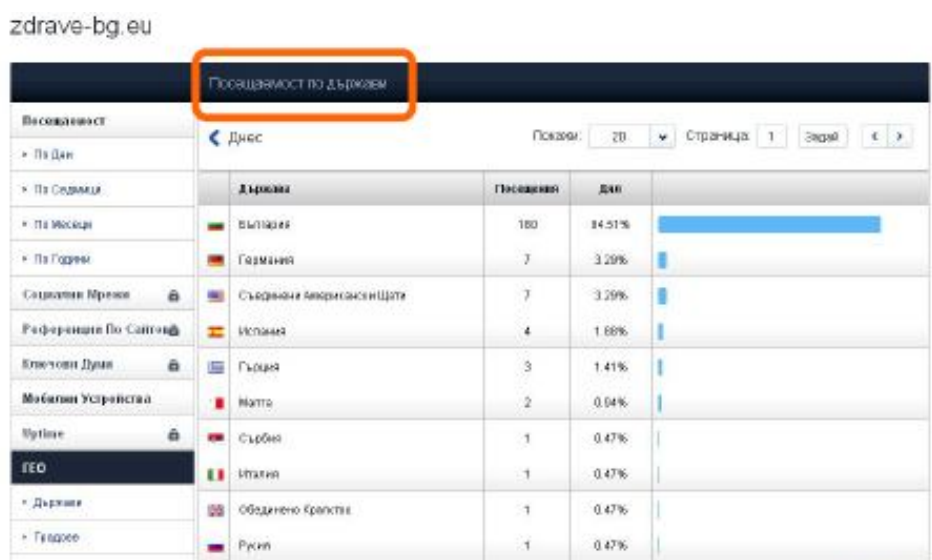 zdrave-bg.eu
Посещаемост по държави
Посещаемост
По Дни
По Седмици
По Месеци
По Години
Социални Мрежи
Референции По Сайтове
Ключови Думи
Мобилни Устройства
Uptime
ГЕО
Държави
Градове
Днес
Покажи: 20 Страница: 1 Задай
Държава Посещения Дял
България 180 84.51%
Германия 7 3.29%
Съединени Американски Щати 7 3.29%
Испания 4 1.88%
Гърция 3 1.41%
Малта 2 0.94%
Сърбия 1 0.47%
Италия 1 0.47%
Обединено Кралство 1 0.47%
Русия 1 0.47%